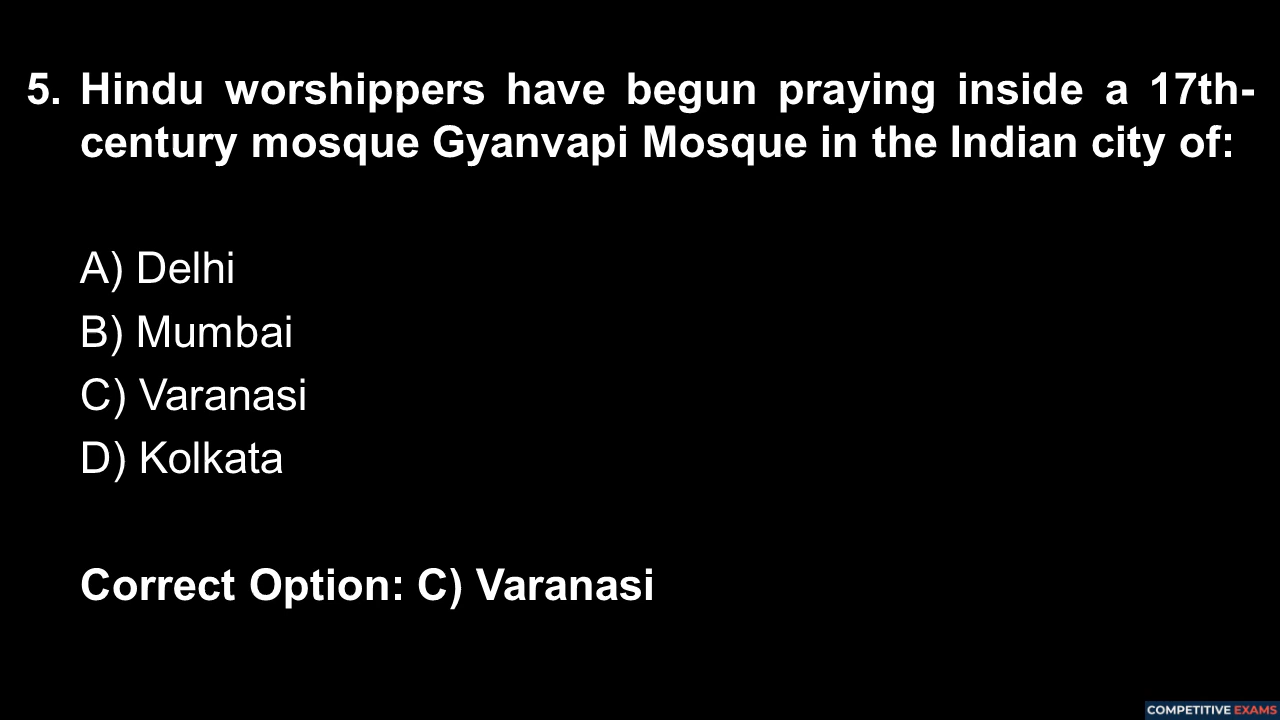 5. Hindu worshippers have begun praying inside a 17th-
century mosque Gyanvapi Mosque in the Indian city of:
A) Delhi
B) Mumbai
C) Varanasi
D) Kolkata
Correct Option: C) Varanasi
COMPETITIVE EXAMS